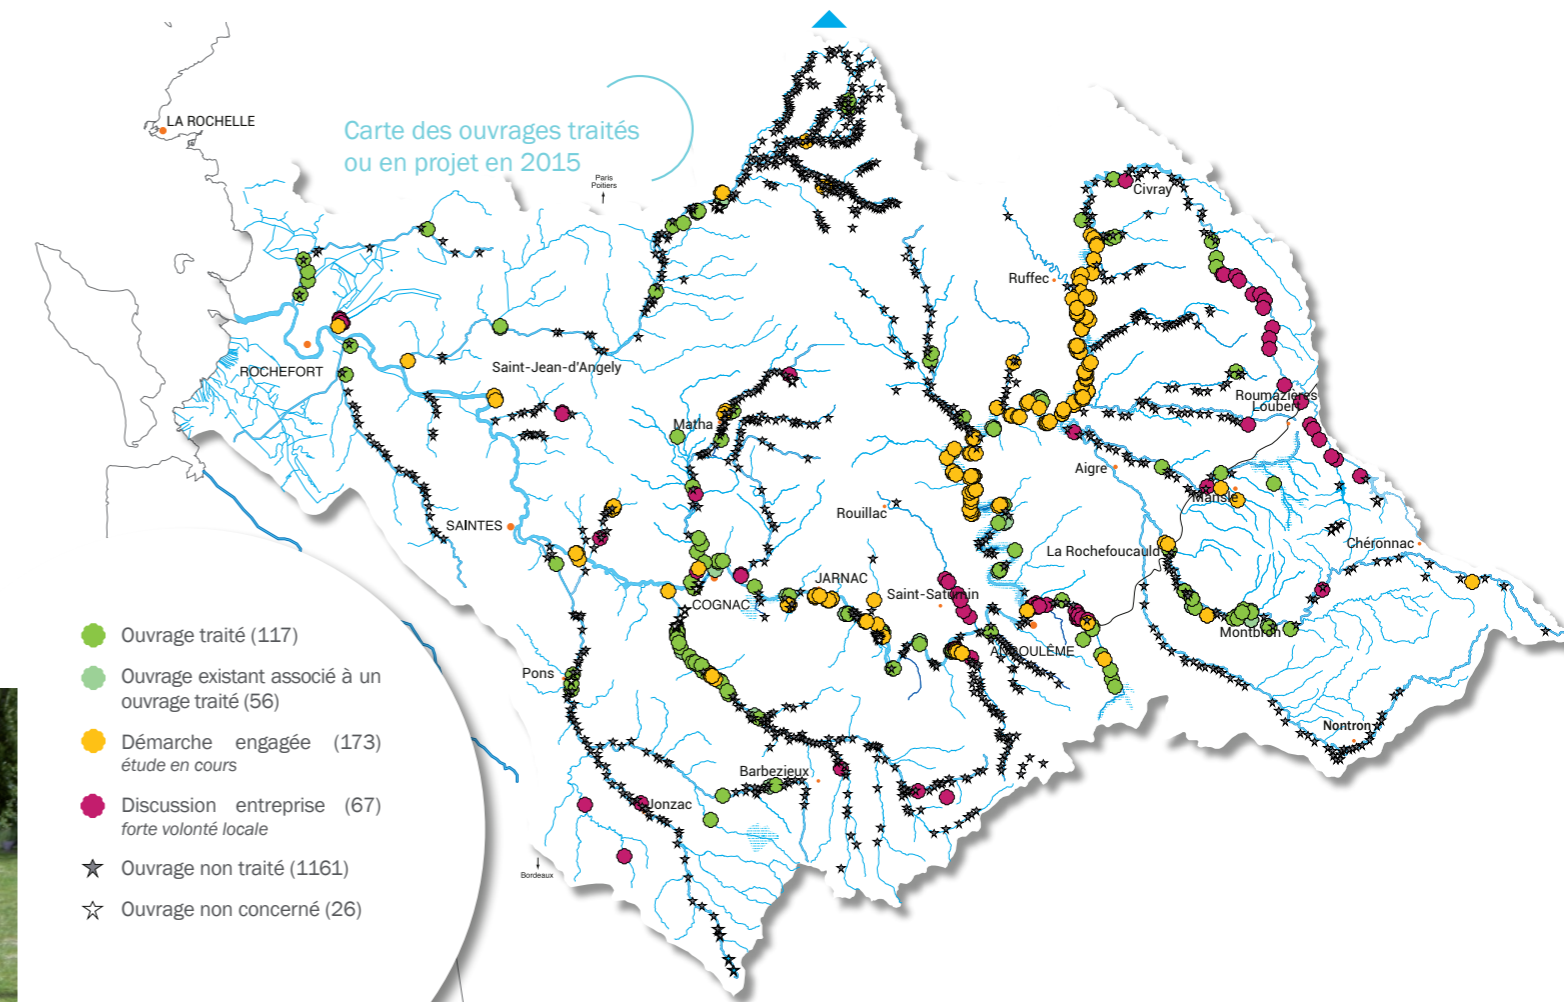 Carte des ouvrages traités
ou en projet en 2015
LA ROCHELLE
Paris
Poitiers
Civray
Ruffec
ROCHEFORT
Saint-Jean-d'Angely
Roumazières
Loubert
Matha
Aigre
Mansle
Rouillac
SAINTES
La Rochefoucauld
Chéronnac
JARNAC
Saint-Saturnin
COGNAC
Montbron
ANGOULÊME
Pons
Nontron
Barbezieux
Jonzac
Bordeaux
Ouvrage traité (117)
Ouvrage existant associé à un
ouvrage traité (56)
Démarche engagée (173)
étude en cours
Discussion entreprise (67)
forte volonté locale
Ouvrage non traité (1161)
Ouvrage non concerné (26)